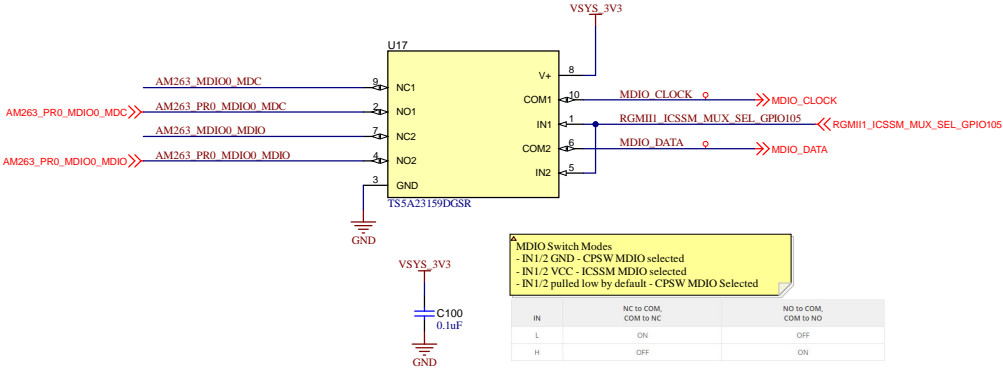 VSYS_3V3
U17
9
NC1
AM263_MDIO0_MDC
8
V+
AM263_PR0_MDIO0_MDC
2
NO1
AM263_PR0_MDIO0_MDC
10
COM1
MDIO_CLOCK
MDIO_CLOCK
7
NC2
AM263_MDIO0_MDIO
1
IN1
RGMII1_ICSSM_MUX_SEL_GPIO105
RGMII1_ICSSM_MUX_SEL_GPIO105
AM263_PR0_MDIO0_MDIO
4
NO2
AM263_PR0_MDIO0_MDIO
6
COM2
MDIO_DATA
MDIO_DATA
3
GND
5
IN2
TS5A23159DGSR
GND
MDIO Switch Modes
- IN1/2 GND - CPSW MDIO selected
- IN1/2 VCC - ICSSM MDIO selected
- IN1/2 pulled low by default - CPSW MDIO Selected
VSYS_3V3
C100
0.1uF
GND
IN
NC to COM,
COM to NC
NO to COM,
COM to NO
L
ON
OFF
H
OFF
ON